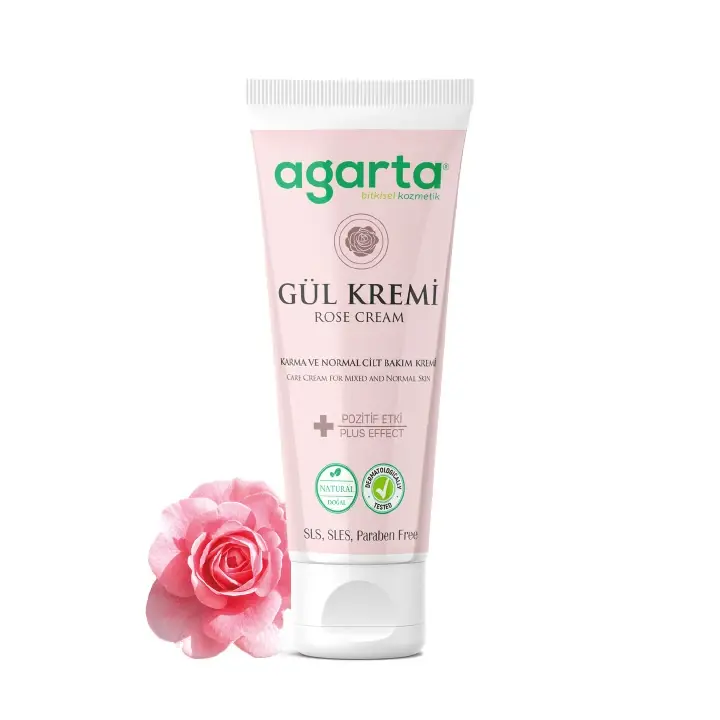 agarta®
bitkisel kozmetik
GÜL KREMİ
ROSE CREAM
KARMA VE NORMAL CİLT BAKIM KREMİ
CARE CREAM FOR MIXED AND NORMAL SKIN
POZİTİF ETKİ
PLUS EFFECT
NATURAL
DOĞAL
DERMATOLOGICALLY
TESTED
SLS, SLES, Paraben Free